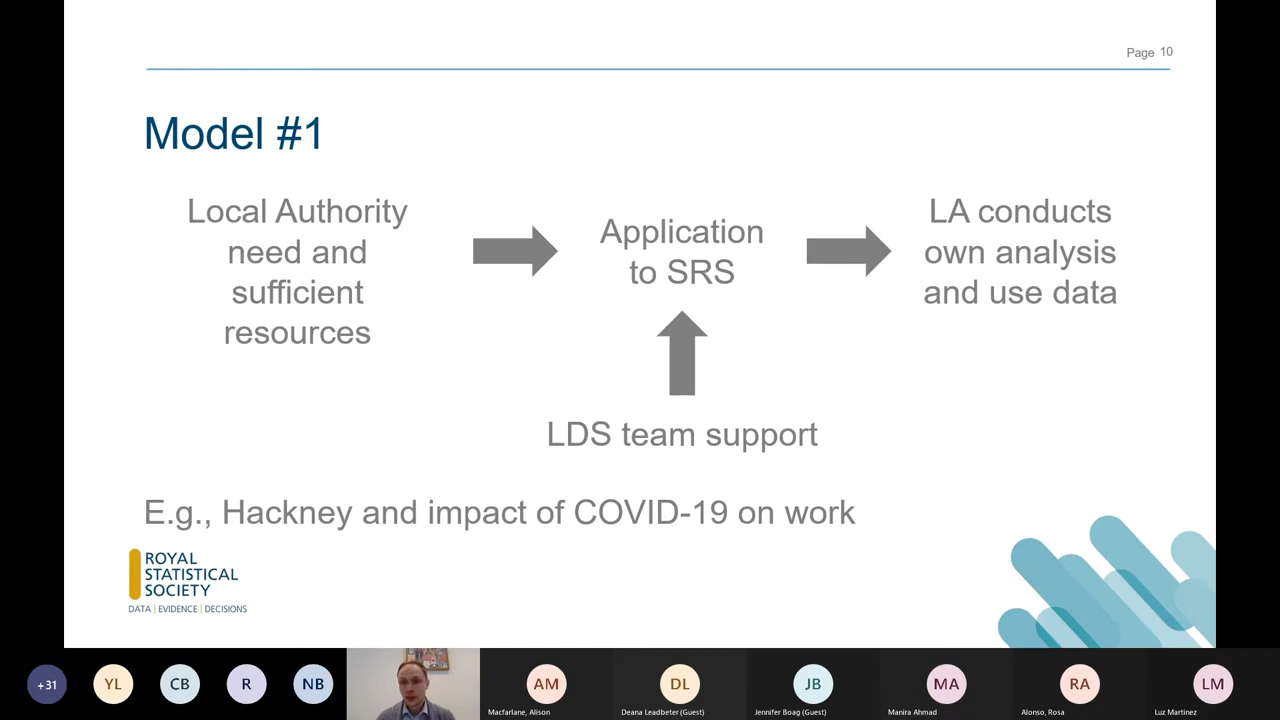 Page 10
Model #1
Local Authority
need and
sufficient
resources
Application
to SRS
LA conducts
own analysis
and use data
LDS team support
E.g., Hackney and impact of COVID-19 on work
ROYAL
STATISTICAL
SOCIETY
DATA | EVIDENCE | DECISIONS
+31
YL
CB
R
NB
AM
DL
JB
MA
RA
LM
Macfarlane, Alison
Deana Leadbeter (Guest)
Jennifer Boag (Guest)
Manira Ahmad
Alonso, Rosa
Luz Martinez